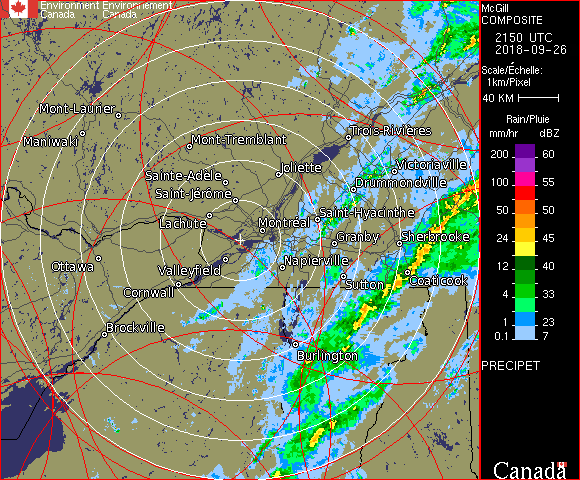 Environment Environnement
Canada Canada
McGill
COMPOSITE
2150 UTC
2018-09-26
Scale/Échelle:
1km/Pixel
40 KM
Rain/Pluie
mm/hr dBZ
200 60
100 55
50 50
24 45
12 40
4 33
1 23
0.1 7
PRECIPET
Canada
Mont-Laurier
Maniwaki
Mont-Tremblant
Trois-Rivières
Joliette
Victoriaville
Sainte-Adèle
Drummondville
Saint-Jérôme
Lachute
Saint-Hyacinthe
Montréal
Granby
Sherbrooke
Ottawa
Valleyfield
Napierville
Cornwall
Sutton
Coaticook
Brockville
Burlington